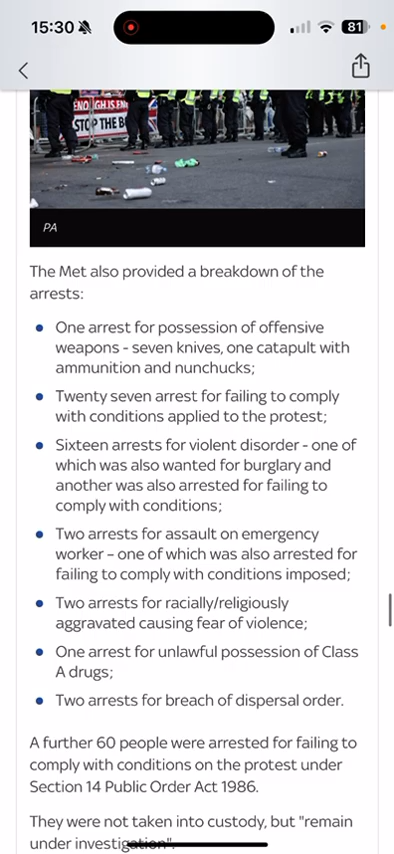 15:30
81
ENOUGH IS EN
STOP THE B
PA
The Met also provided a breakdown of the
arrests:
One arrest for possession of offensive
weapons - seven knives, one catapult with
ammunition and nunchucks;
Twenty seven arrest for failing to comply
with conditions applied to the protest;
Sixteen arrests for violent disorder - one of
which was also wanted for burglary and
another was also arrested for failing to
comply with conditions;
Two arrests for assault on emergency
worker – one of which was also arrested for
failing to comply with conditions imposed;
Two arrests for racially/religiously
aggravated causing fear of violence;
One arrest for unlawful possession of Class
A drugs;
Two arrests for breach of dispersal order.
A further 60 people were arrested for failing to
comply with conditions on the protest under
Section 14 Public Order Act 1986.
They were not taken into custody, but "remain
under investigation".